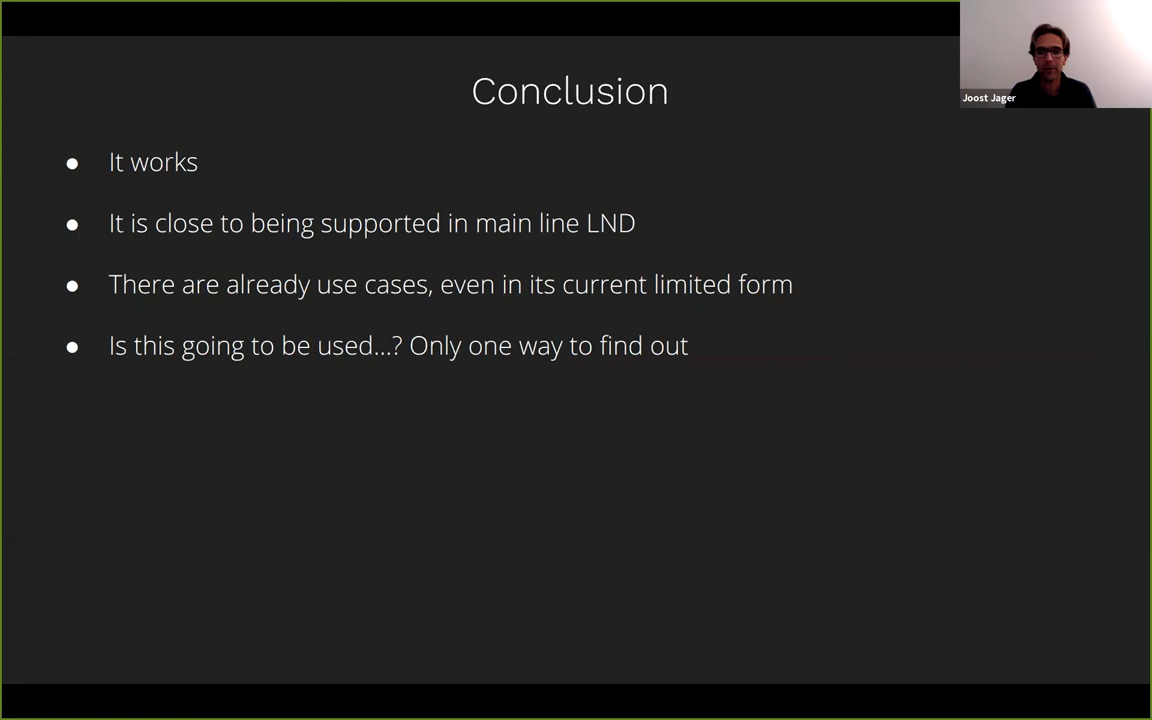 Conclusion
Joost Jager
● It works
● It is close to being supported in main line LND
● There are already use cases, even in its current limited form
● Is this going to be used...? Only one way to find out